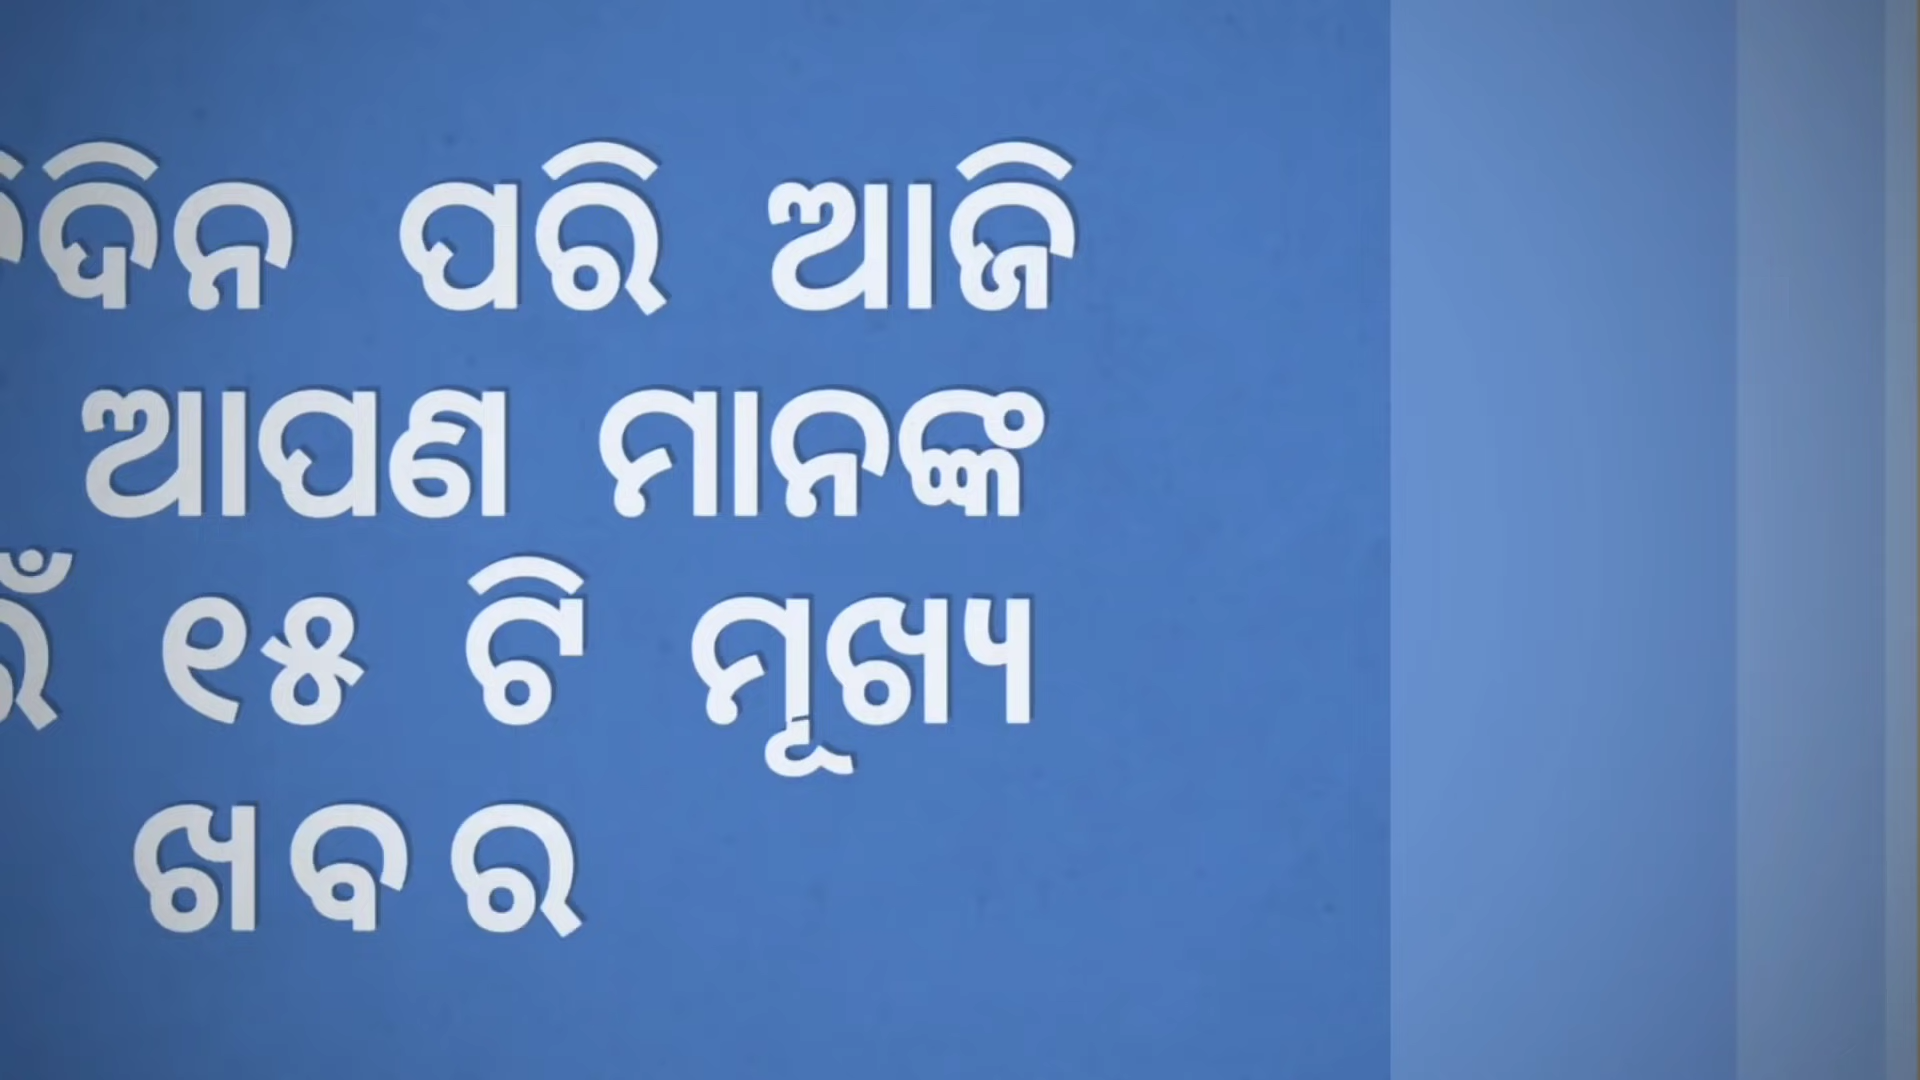 ପରି ଆଜି
ଆପଣ ମାନଙ୍କ
୧୫ ଟି ମୂଖ୍ୟ
ଖବର